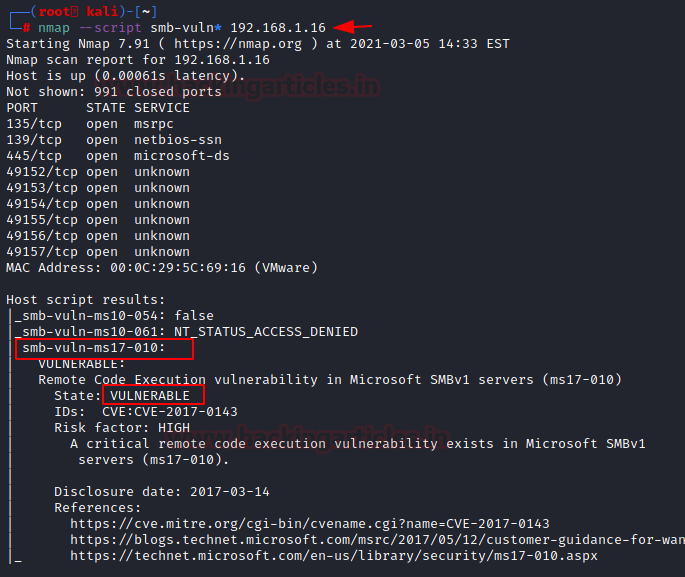 ┌──(root kali)-[~]
└─# nmap --script smb-vuln* 192.168.1.16
Starting Nmap 7.91 ( https://nmap.org ) at 2021-03-05 14:33 EST
Nmap scan report for 192.168.1.16
Host is up (0.00061s latency).
Not shown: 991 closed ports
www.hackingarticles.in
PORT      STATE SERVICE
135/tcp   open  msrpc
139/tcp   open  netbios-ssn
445/tcp   open  microsoft-ds
49152/tcp open  unknown
49153/tcp open  unknown
49154/tcp open  unknown
49155/tcp open  unknown
49156/tcp open  unknown
49157/tcp open  unknown
MAC Address: 00:0C:29:5C:69:16 (VMware)
Host script results:
|_smb-vuln-ms10-054: false
|_smb-vuln-ms10-061: NT_STATUS_ACCESS_DENIED
| smb-vuln-ms17-010:
|   VULNERABLE:
|   Remote Code Execution vulnerability in Microsoft SMBv1 servers (ms17-010)
|     State: VULNERABLE
|     IDs:  CVE:CVE-2017-0143
|     Risk factor: HIGH
www.hackingarticles.in
|       A critical remote code execution vulnerability exists in Microsoft SMBv1
|        servers (ms17-010).
|
|     Disclosure date: 2017-03-14
|     References:
|       https://cve.mitre.org/cgi-bin/cvename.cgi?name=CVE-2017-0143
|       https://blogs.technet.microsoft.com/msrc/2017/05/12/customer-guidance-for-wan
|_      https://technet.microsoft.com/en-us/library/security/ms17-010.aspx